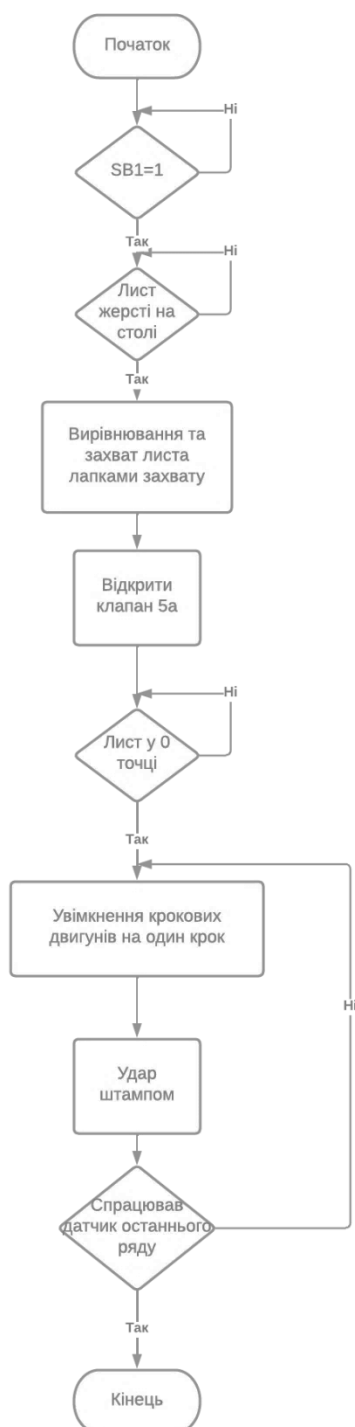 Початок
Ні
SB1=1
Так
Ні
Лист
жерсті на
столі
Так
Вирівнювання та
захват листа
лапками захвату
Відкрити
клапан 5а
Ні
Лист у 0
точці
Так
Увімкнення крокових
двигунів на один крок
Ні
Удар
штампом
Спрацював
датчик останнього
ряду
Так
Кінець